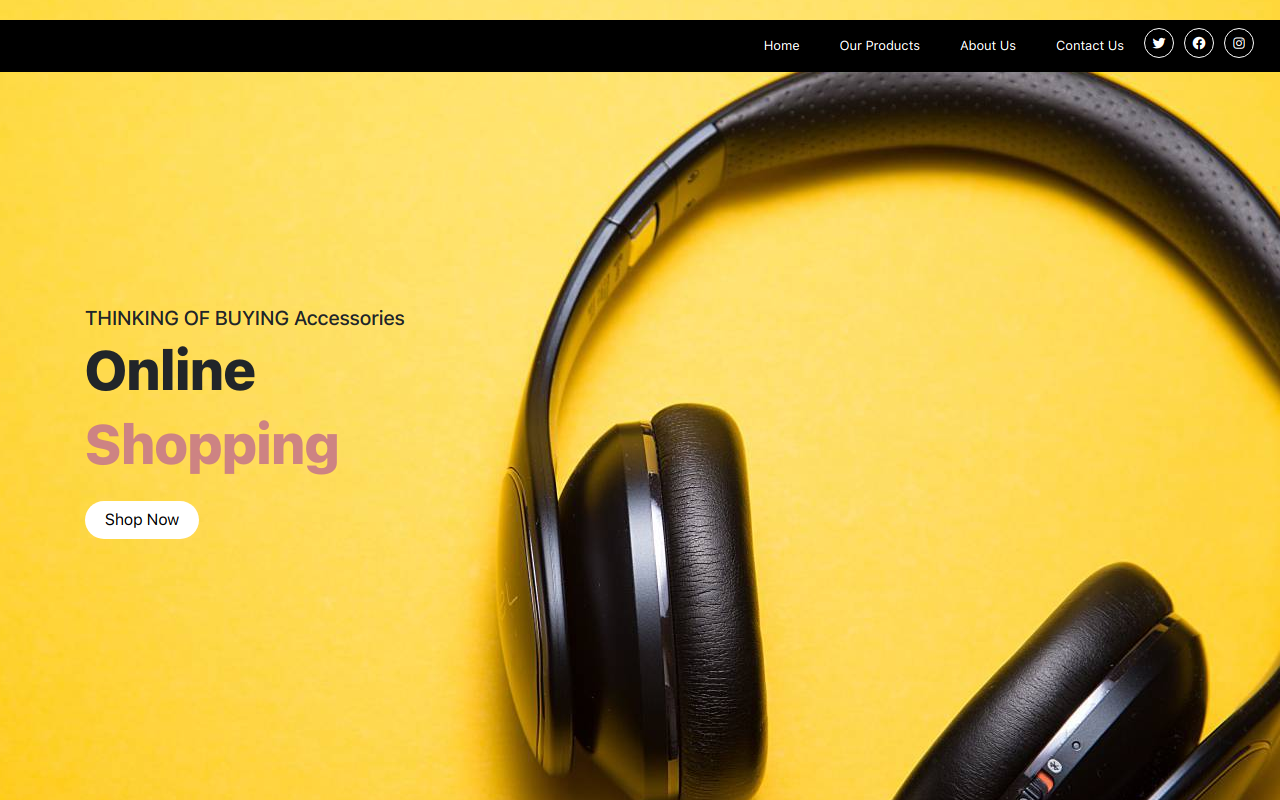 Home Our Products About Us Contact Us
THINKING OF BUYING Accessories
Online
Shopping
Shop Now